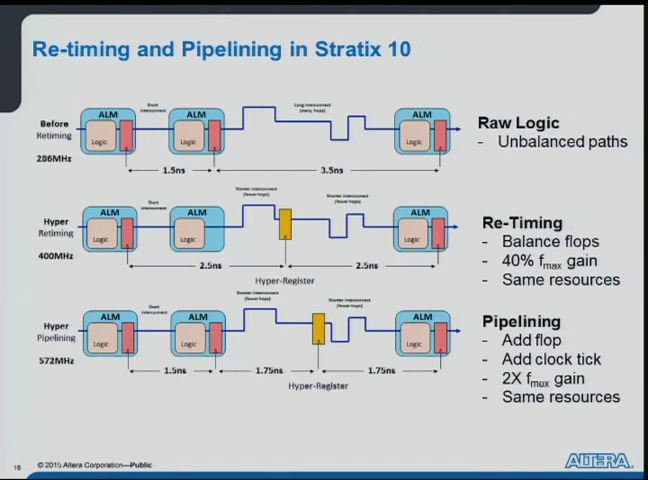 Re-timing and Pipelining in Stratix 10
Before
Retiming
286MHz
ALM
Logic
Short
Interconnect
ALM
Logic
Long Interconnect
(many, hops)
ALM
Logic
1.5ns
3.5ns
Raw Logic
- Unbalanced paths
Hyper
Retiming
400MHz
ALM
Logic
Short
Interconnect
ALM
Logic
Shorter Interconnect
(fewer hops)
Shorter Interconnect
(fewer hops)
ALM
Logic
2.5ns
2.5ns
Hyper-Register
Re-Timing
- Balance flops
- 40% fmax gain
- Same resources
Hyper
Pipelining
572MHz
ALM
Logic
Short
Interconnect
ALM
Logic
Shorter Interconnect
(fewer hops)
Shorter Interconnect
(fewer hops)
ALM
Logic
1.5ns
1.75ns
1.75ns
Hyper-Register
Pipelining
- Add flop
- Add clock tick
- 2X fmax gain
- Same resources
© 2015 Altera Corporation—Public
ALTERA